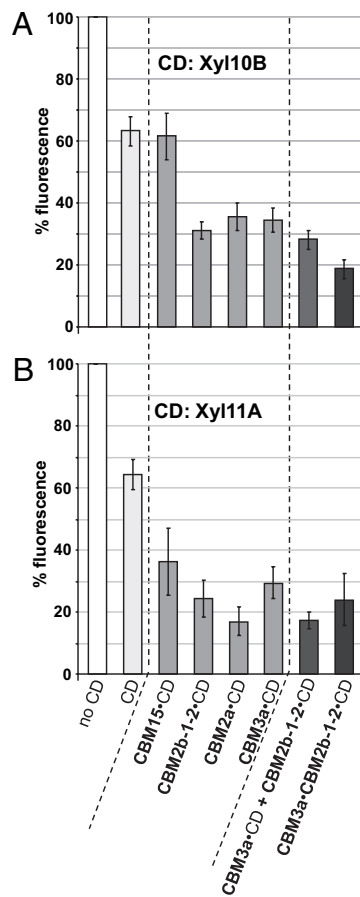 A
% fluorescence
100
80
60
40
20
0
CD: Xyl10B
B
% fluorescence
100
80
60
40
20
0
CD: Xyl11A
no CD
CD
CBM15•CD
CBM2b-1-2•CD
CBM2a•CD
CBM3a•CD
CBM3a•CD + CBM2b-1-2•CD
CBM3a•CBM2b-1-2•CD